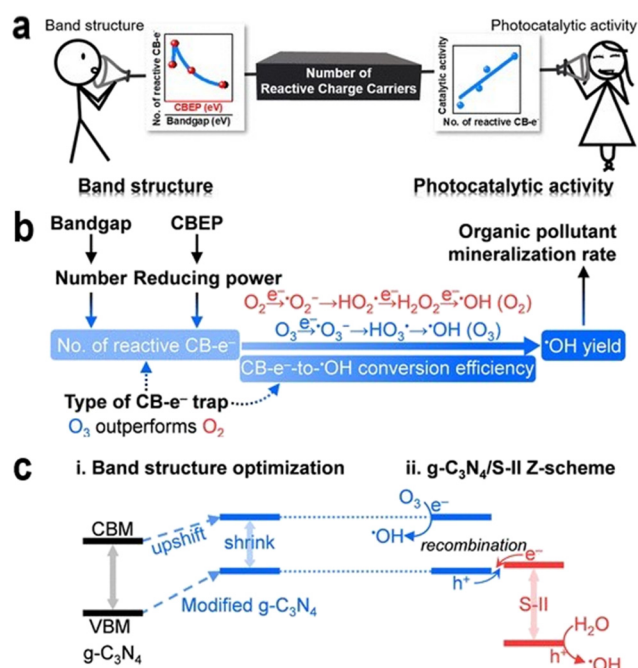 a
Band structure
Photocatalytic activity
No. of reactive CB-e⁻
CBEP (eV)
Bandgap (eV)
Number of
Reactive Charge Carriers
Catalytic activity
No. of reactive CB-e⁻
Band structure
Photocatalytic activity
b
Bandgap
CBEP
Organic pollutant
mineralization rate
Number
Reducing power
O₂ e⁻→ ·O₂⁻→HO₂· e⁻→ H₂O₂ e⁻→ ·OH (O₂)
O₃ e⁻→ ·O₃⁻→HO₃·→·OH (O₃)
No. of reactive CB-e⁻
·OH yield
CB-e⁻-to-·OH conversion efficiency
Type of CB-e⁻ trap
O₃ outperforms O₂
c
i. Band structure optimization
ii. g-C₃N₄/S-II Z-scheme
CBM
upshift
shrink
O₃
e⁻
·OH
recombination
e⁻
h⁺
Modified g-C₃N₄
S-II
VBM
g-C₃N₄
H₂O
h⁺
·OH